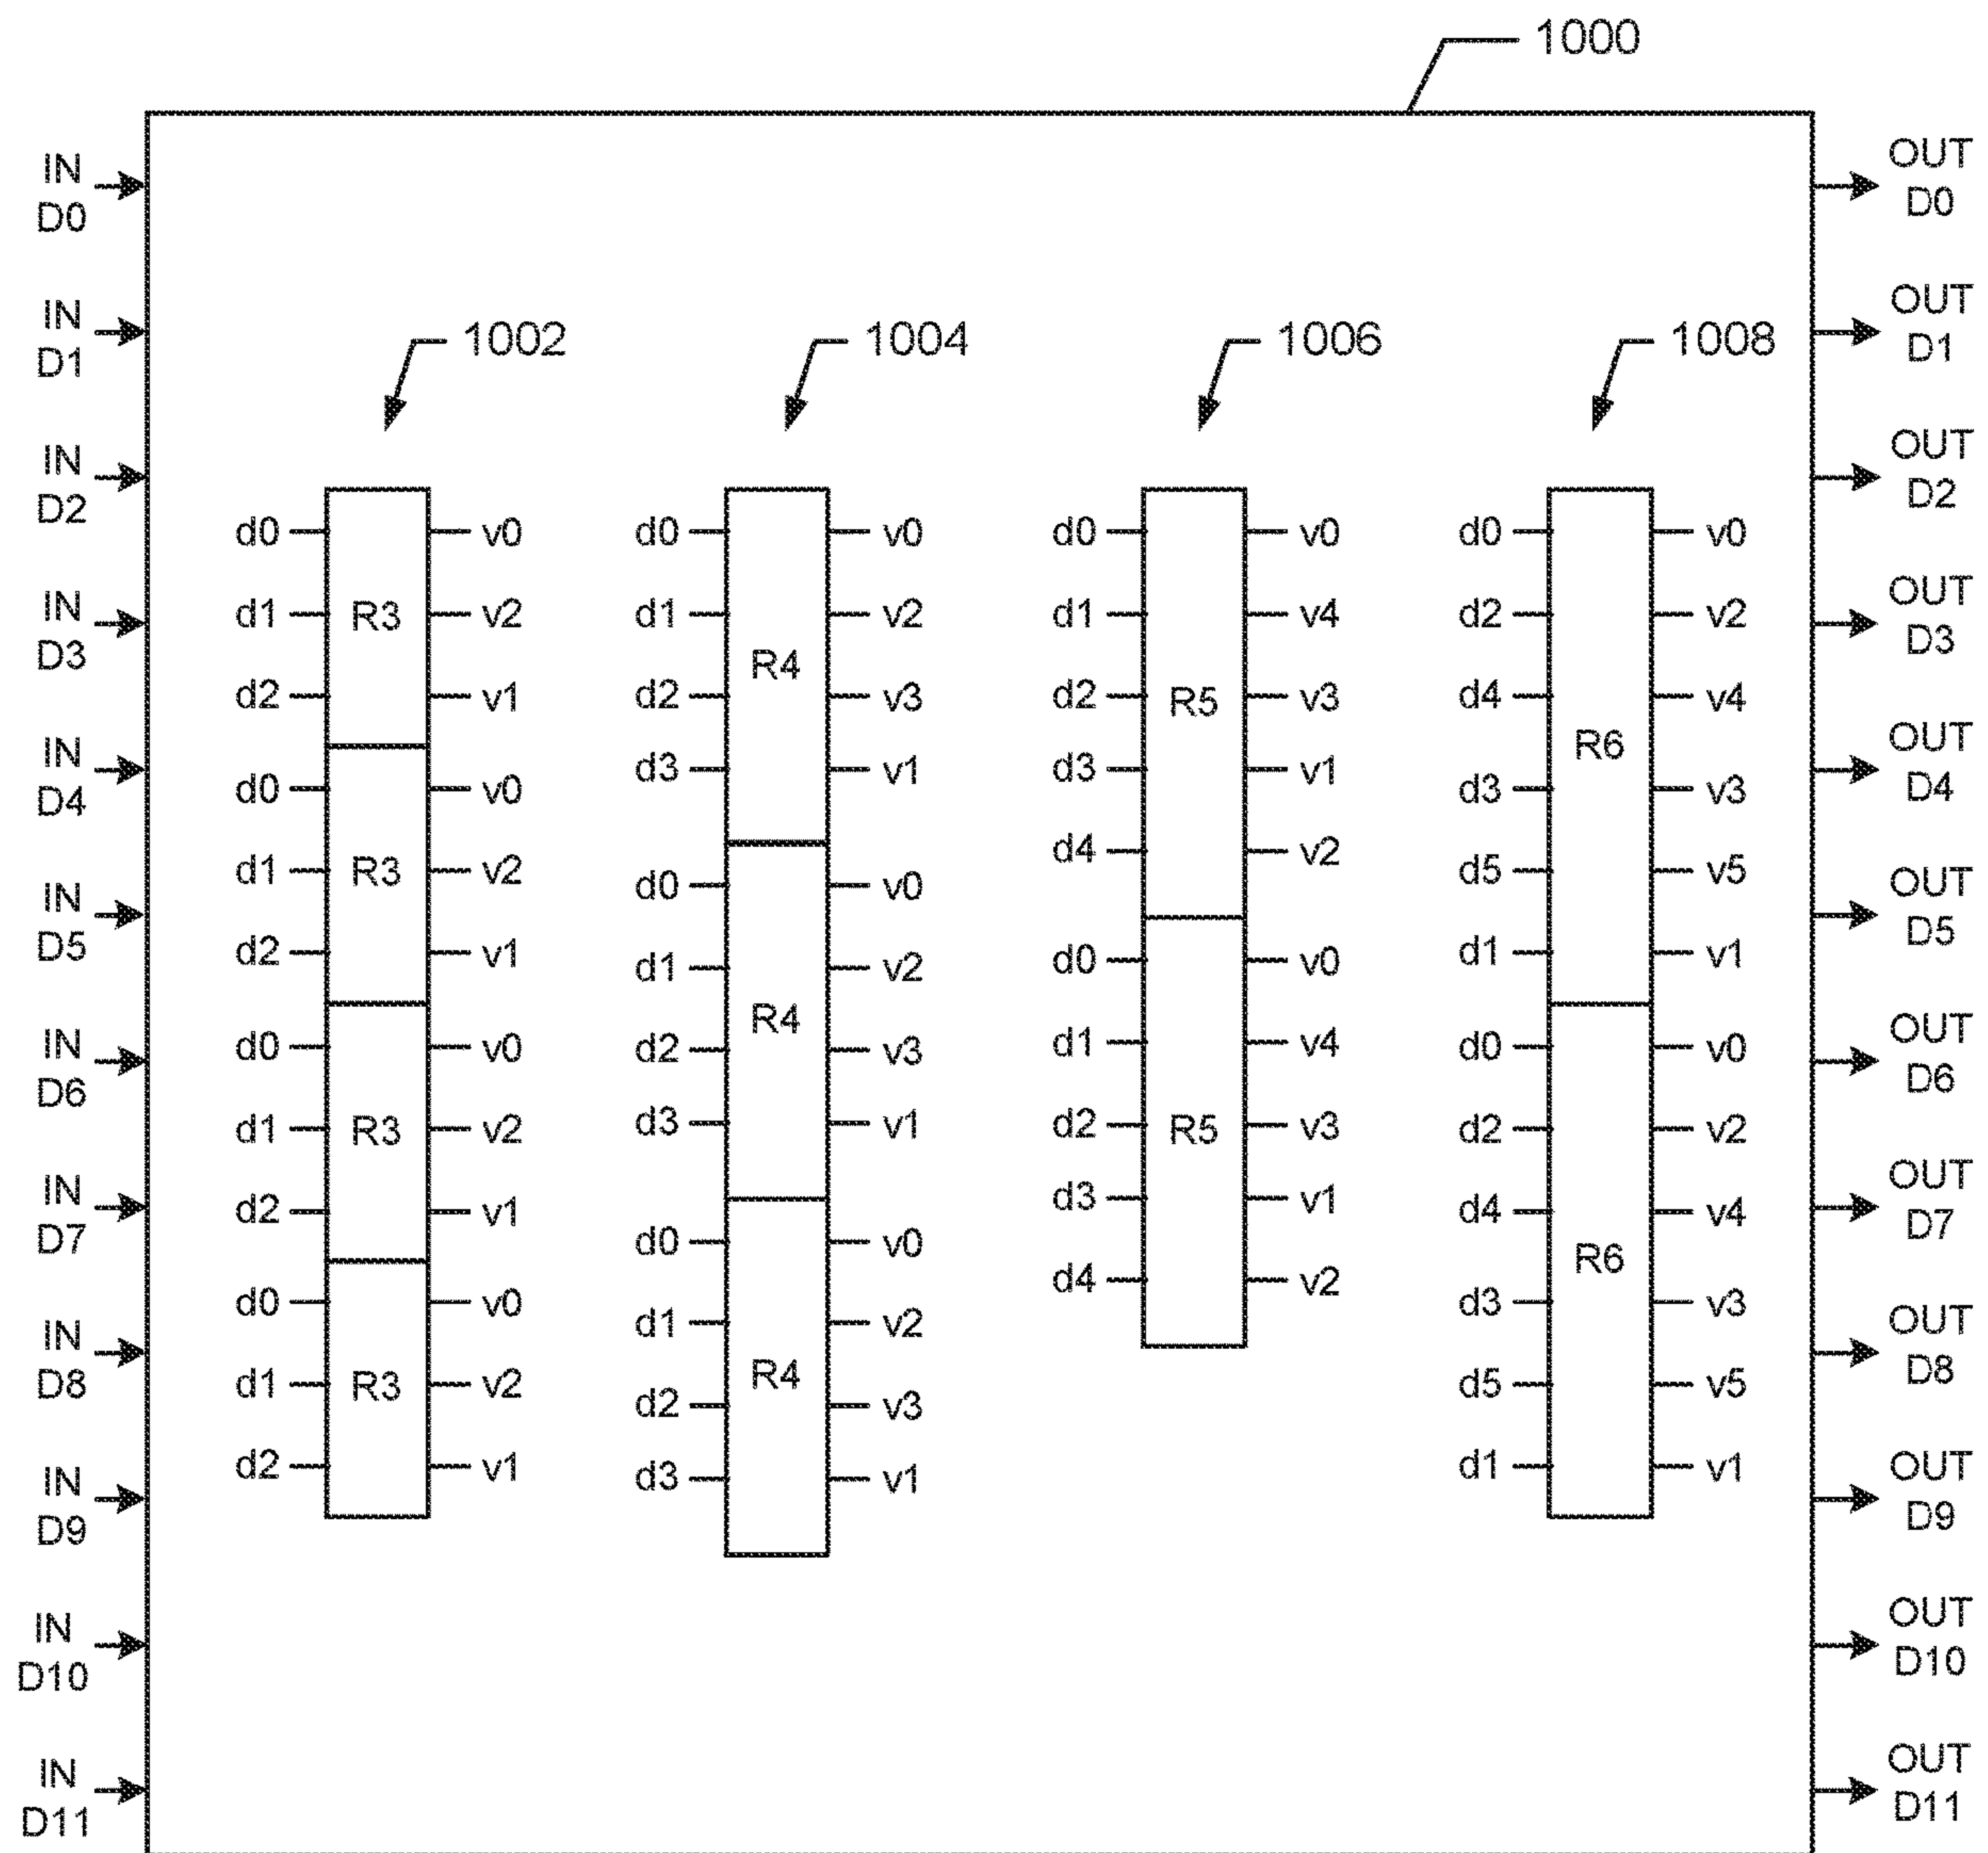 1000
IN
D0
IN
D1
IN
D2
IN
D3
IN
D4
IN
D5
IN
D6
IN
D7
IN
D8
IN
D9
IN
D10
IN
D11
1002
d0 v0
d1 R3 v2
d2 v1
d0 v0
d1 R3 v2
d2 v1
d0 v0
d1 R3 v2
d2 v1
d0 v0
d1 R3 v2
d2 v1
1004
d0 v0
d1 v2
R4
d2 v3
d3 v1
d0 v0
d1 v2
R4
d2 v3
d3 v1
d0 v0
d1 v2
R4
d2 v3
d3 v1
1006
d0 v0
d1 v4
d2 R5 v3
d3 v1
d4 v2
d0 v0
d1 v4
d2 R5 v3
d3 v1
d4 v2
1008
d0 v0
d2 v2
d4 v4
R6
d3 v3
d5 v5
d1 v1
d0 v0
d2 v2
d4 v4
R6
d3 v3
d5 v5
d1 v1
OUT
D0
OUT
D1
OUT
D2
OUT
D3
OUT
D4
OUT
D5
OUT
D6
OUT
D7
OUT
D8
OUT
D9
OUT
D10
OUT
D11